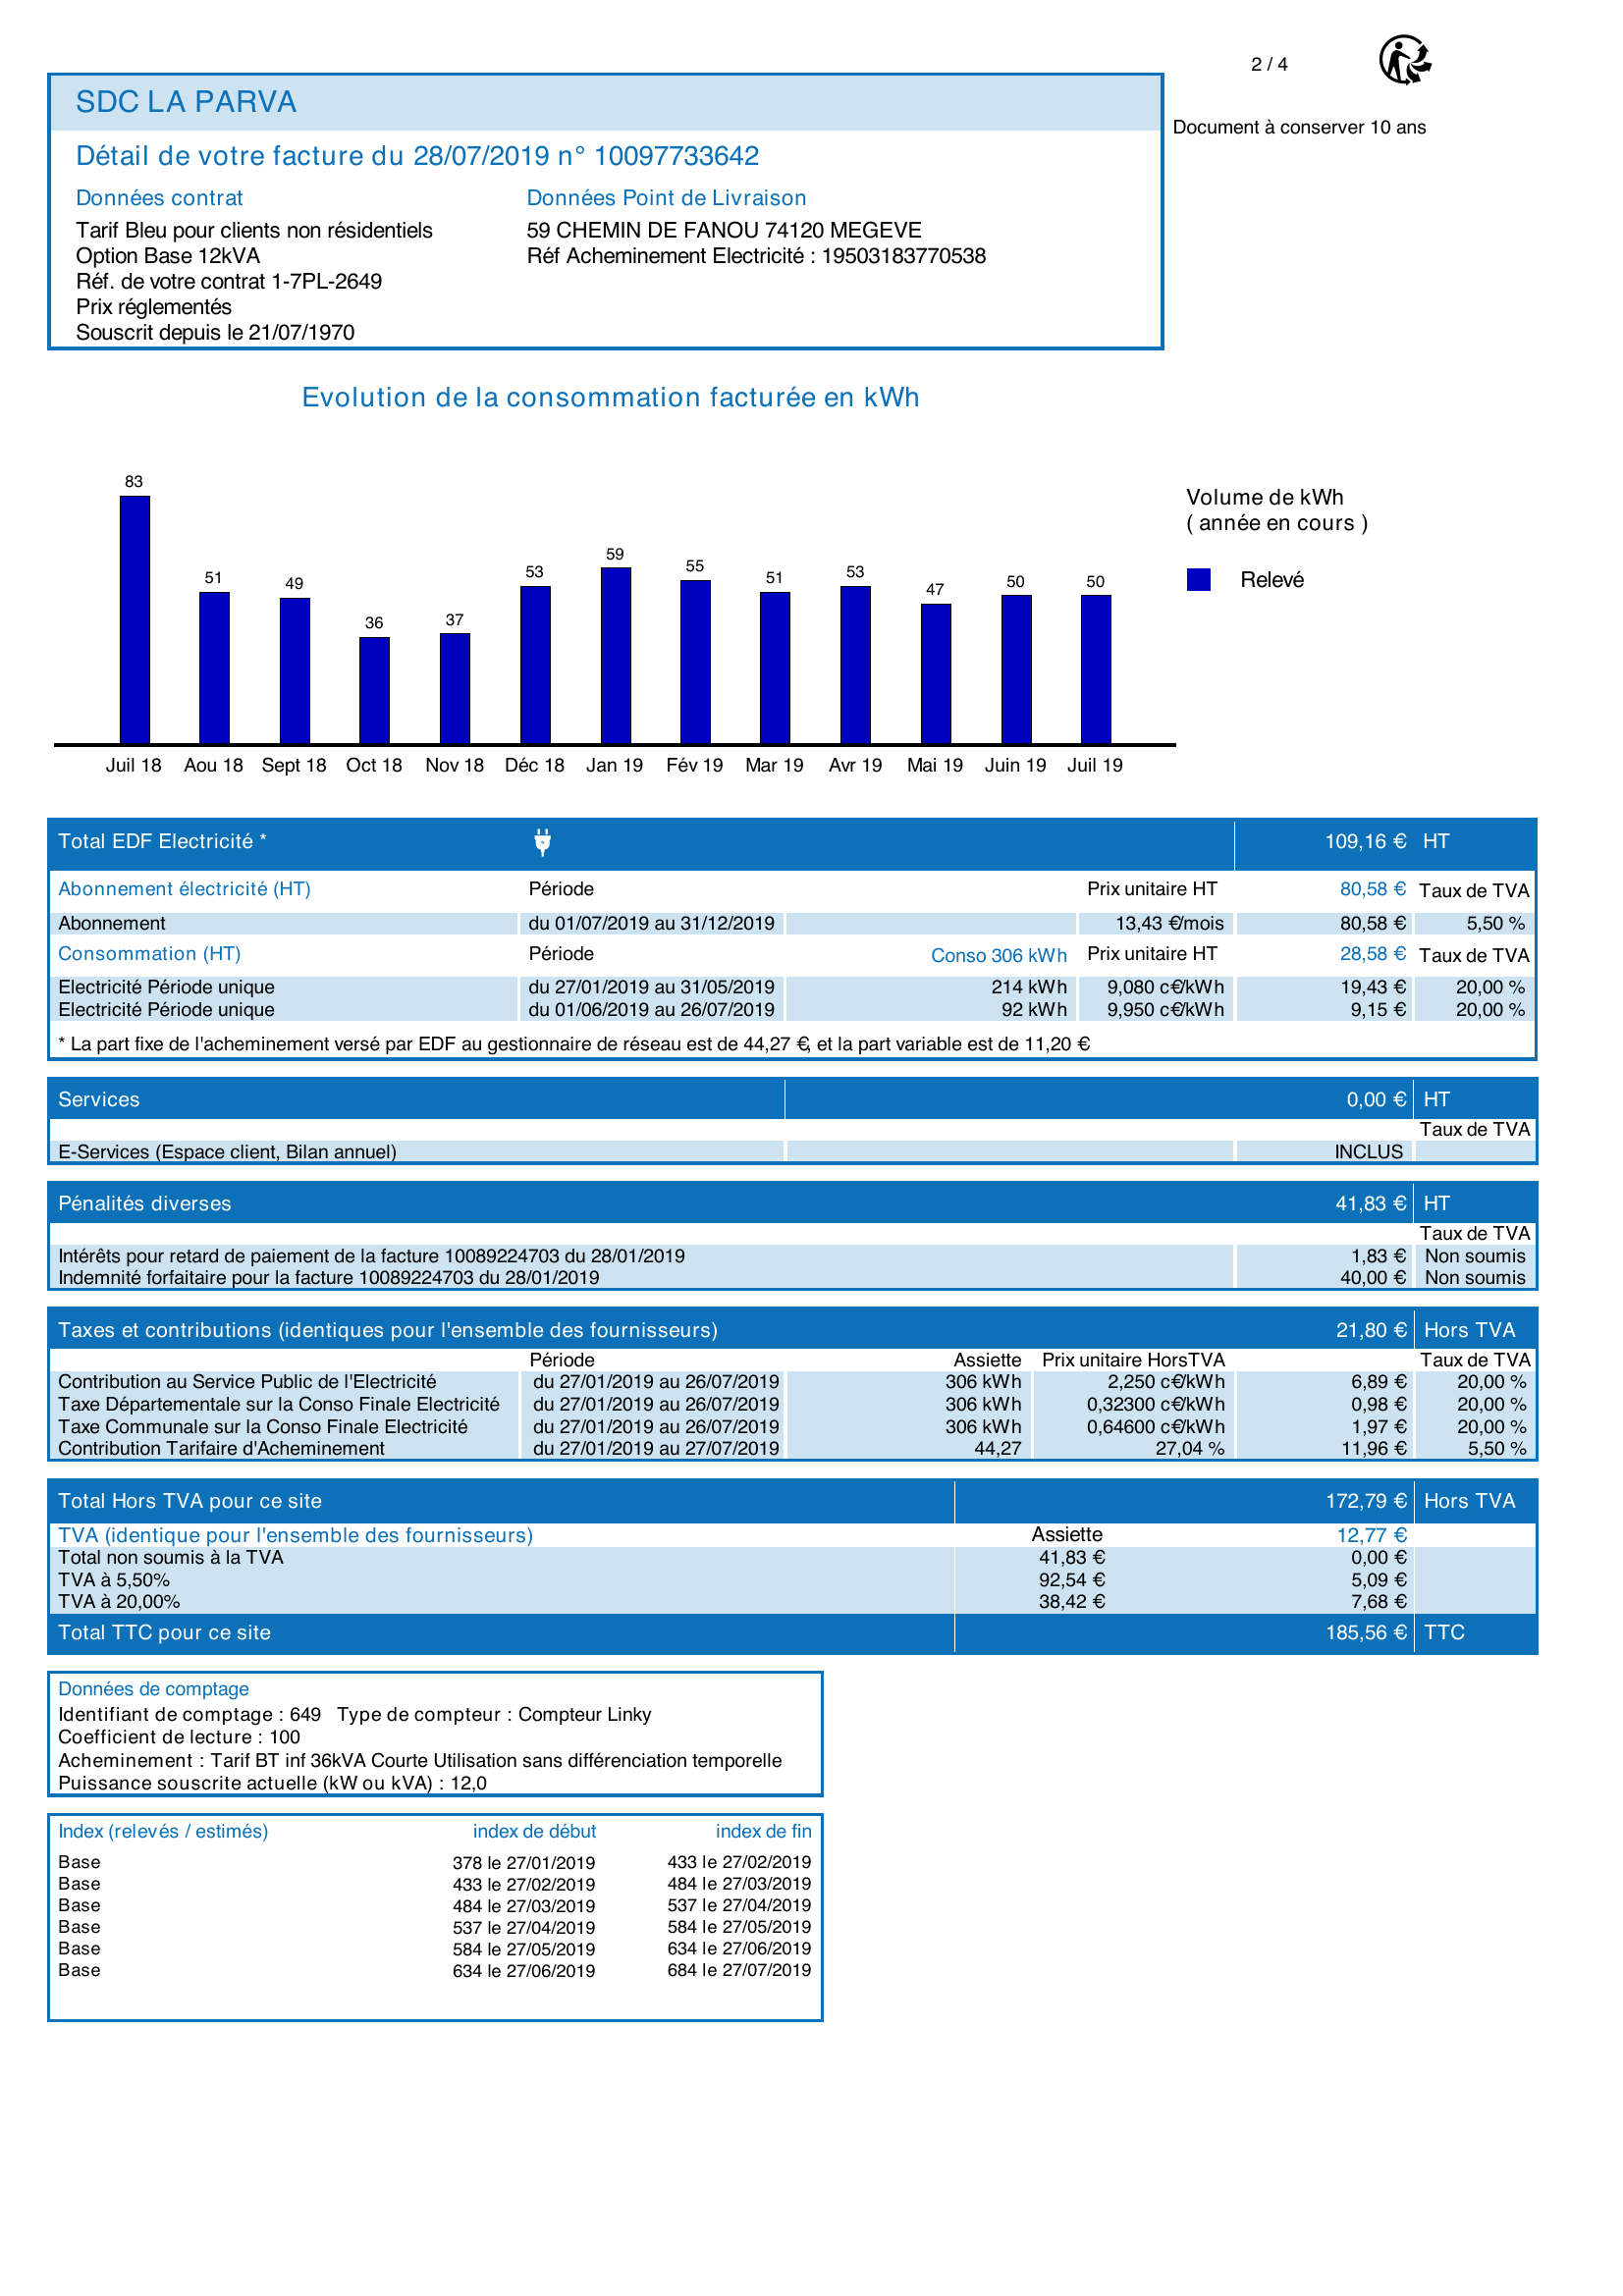 2 / 4
Document à conserver 10 ans
SDC LA PARVA
Détail de votre facture du 28/07/2019 n° 10097733642
Données contrat Données Point de Livraison
Tarif Bleu pour clients non résidentiels 59 CHEMIN DE FANOU 74120 MEGEVE
Option Base 12kVA Réf Acheminement Electricité : 19503183770538
Réf. de votre contrat 1-7PL-2649
Prix réglementés
Souscrit depuis le 21/07/1970
Evolution de la consommation facturée en kWh
83 51 49 36 37 53 59 55 51 53 47 50 50
Volume de kWh
( année en cours )
Relevé
Juil 18 Aou 18 Sept 18 Oct 18 Nov 18 Déc 18 Jan 19 Fév 19 Mar 19 Avr 19 Mai 19 Juin 19 Juil 19
Total EDF Electricité * 109,16 € HT
Abonnement électricité (HT) Période Prix unitaire HT 80,58 € Taux de TVA
Abonnement du 01/07/2019 au 31/12/2019 13,43 €/mois 80,58 € 5,50 %
Consommation (HT) Période Conso 306 kWh Prix unitaire HT 28,58 € Taux de TVA
Electricité Période unique du 27/01/2019 au 31/05/2019 214 kWh 9,080 c€/kWh 19,43 € 20,00 %
Electricité Période unique du 01/06/2019 au 26/07/2019 92 kWh 9,950 c€/kWh 9,15 € 20,00 %
* La part fixe de l'acheminement versé par EDF au gestionnaire de réseau est de 44,27 €, et la part variable est de 11,20 €
Services 0,00 € HT
Taux de TVA
E-Services (Espace client, Bilan annuel) INCLUS
Pénalités diverses 41,83 € HT
Taux de TVA
Intérêts pour retard de paiement de la facture 10089224703 du 28/01/2019 1,83 € Non soumis
Indemnité forfaitaire pour la facture 10089224703 du 28/01/2019 40,00 € Non soumis
Taxes et contributions (identiques pour l'ensemble des fournisseurs) 21,80 € Hors TVA
Période Assiette Prix unitaire HorsTVA Taux de TVA
Contribution au Service Public de l'Electricité du 27/01/2019 au 26/07/2019 306 kWh 2,250 c€/kWh 6,89 € 20,00 %
Taxe Départementale sur la Conso Finale Electricité du 27/01/2019 au 26/07/2019 306 kWh 0,32300 c€/kWh 0,98 € 20,00 %
Taxe Communale sur la Conso Finale Electricité du 27/01/2019 au 26/07/2019 306 kWh 0,64600 c€/kWh 1,97 € 20,00 %
Contribution Tarifaire d'Acheminement du 27/01/2019 au 27/07/2019 44,27 27,04 % 11,96 € 5,50 %
Total Hors TVA pour ce site 172,79 € Hors TVA
TVA (identique pour l'ensemble des fournisseurs) Assiette 12,77 €
Total non soumis à la TVA 41,83 € 0,00 €
TVA à 5,50% 92,54 € 5,09 €
TVA à 20,00% 38,42 € 7,68 €
Total TTC pour ce site 185,56 € TTC
Données de comptage
Identifiant de comptage : 649 Type de compteur : Compteur Linky
Coefficient de lecture : 100
Acheminement : Tarif BT inf 36kVA Courte Utilisation sans différenciation temporelle
Puissance souscrite actuelle (kW ou kVA) : 12,0
Index (relevés / estimés) index de début index de fin
Base 378 le 27/01/2019 433 le 27/02/2019
Base 433 le 27/02/2019 484 le 27/03/2019
Base 484 le 27/03/2019 537 le 27/04/2019
Base 537 le 27/04/2019 584 le 27/05/2019
Base 584 le 27/05/2019 634 le 27/06/2019
Base 634 le 27/06/2019 684 le 27/07/2019